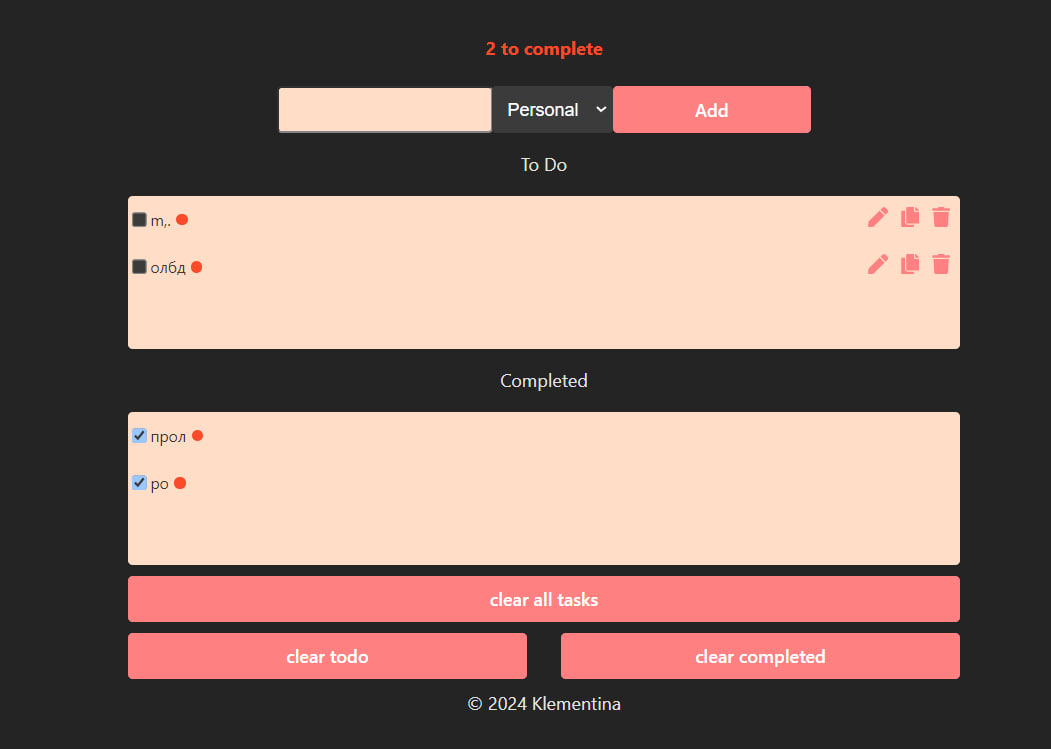 2 to complete
Personal Add
To Do
m,.
олбд
Completed
прол
ро
clear all tasks
clear todo clear completed
© 2024 Klementina